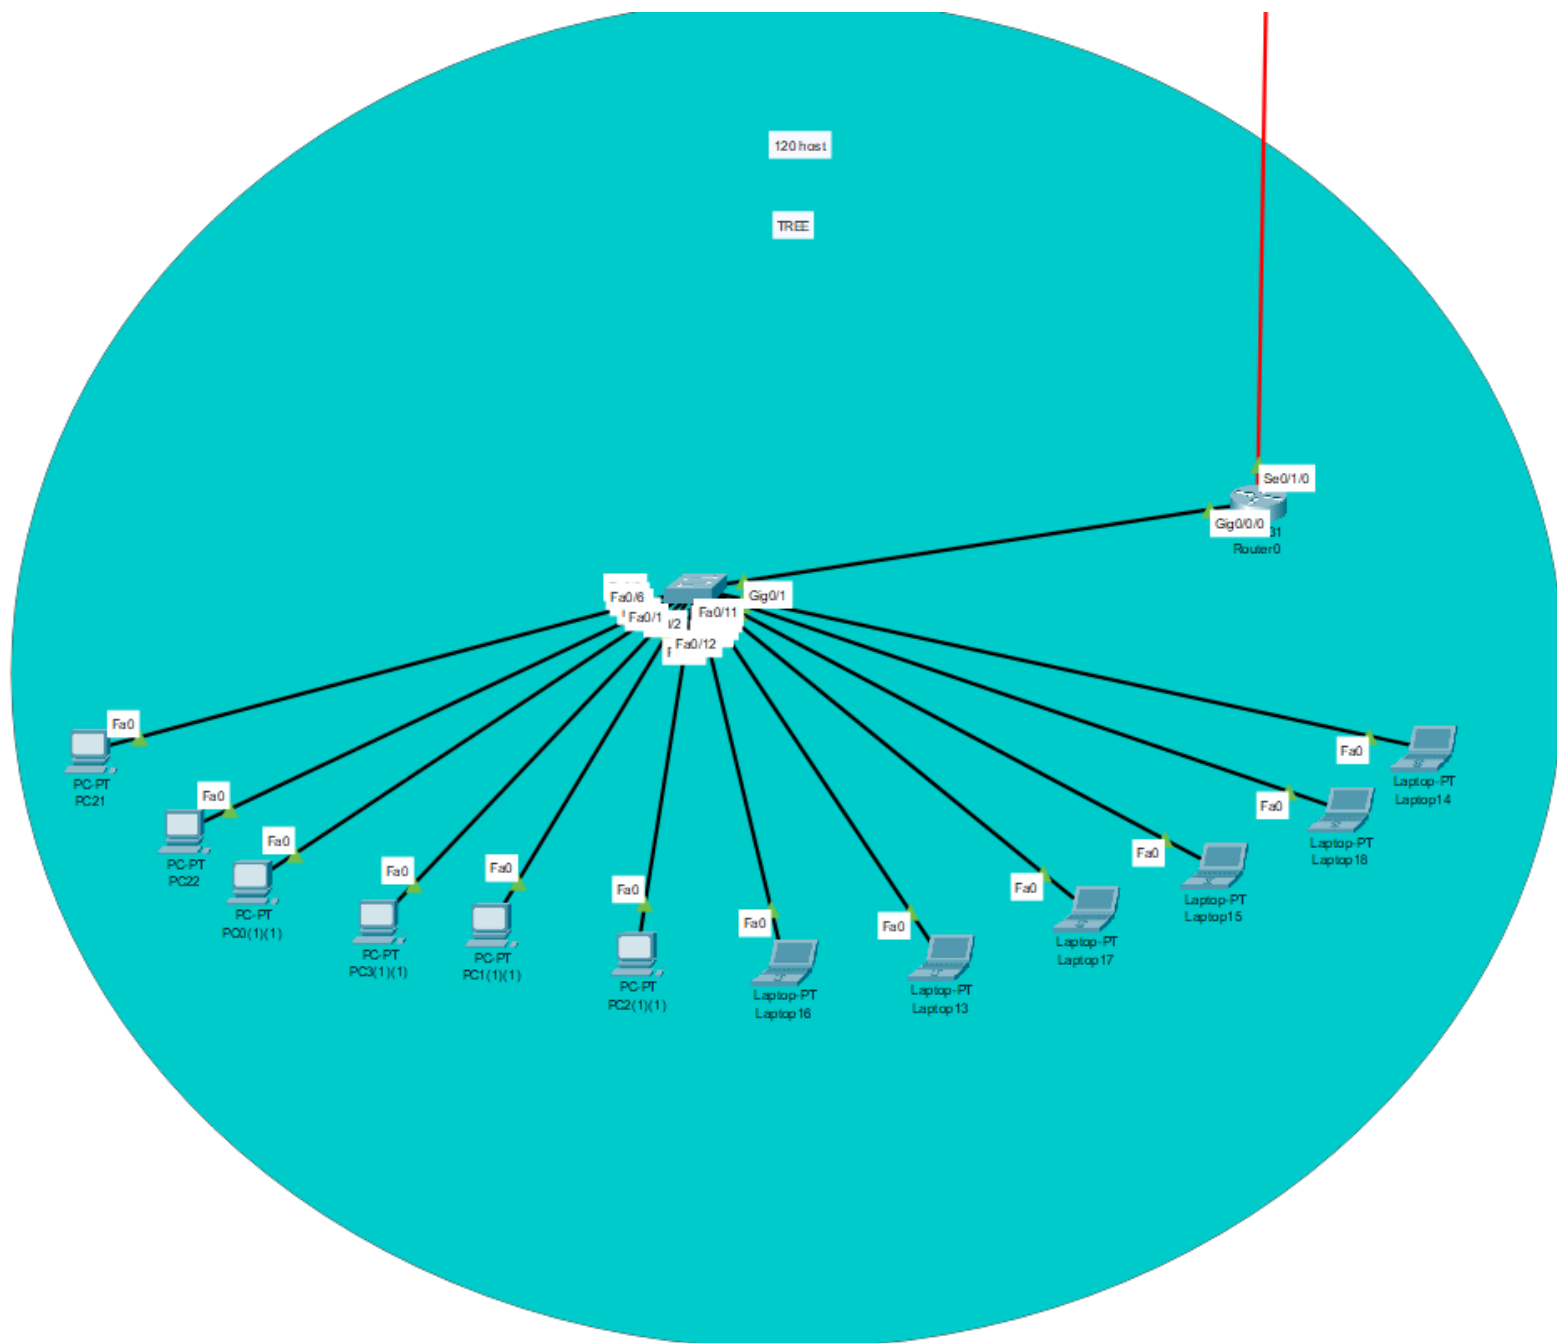 120 host
TREE
Se0/1/0
Gig0/0/0
Router0
Fa0/6
Gig0/1
Fa0/1
Fa0/11
Fa0/12
Fa0
PC-PT
PC21
Fa0
PC-PT
PC22
Fa0
PC-PT
PC0(1)(1)
Fa0
PC-PT
PC3(1)(1)
Fa0
PC-PT
PC1(1)(1)
Fa0
PC-PT
PC2(1)(1)
Fa0
Laptop-PT
Laptop16
Fa0
Laptop-PT
Laptop13
Fa0
Laptop-PT
Laptop17
Fa0
Laptop-PT
Laptop15
Fa0
Laptop-PT
Laptop18
Fa0
Laptop-PT
Laptop14